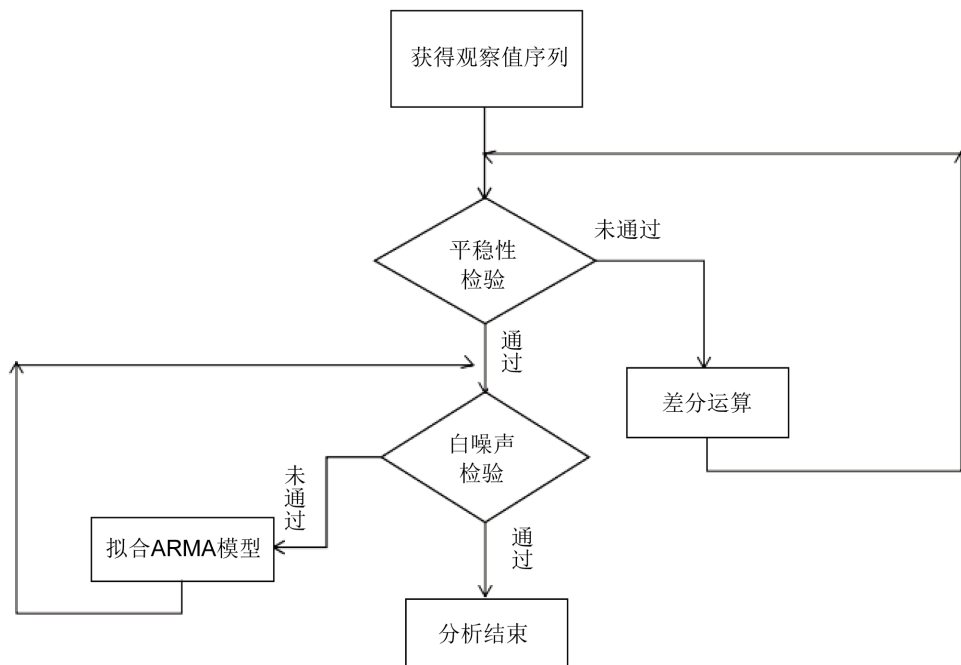 获得观察值序列
平稳性
检验
未通过
通过
差分运算
白噪声
检验
未通过
拟合ARMA模型
通过
分析结束